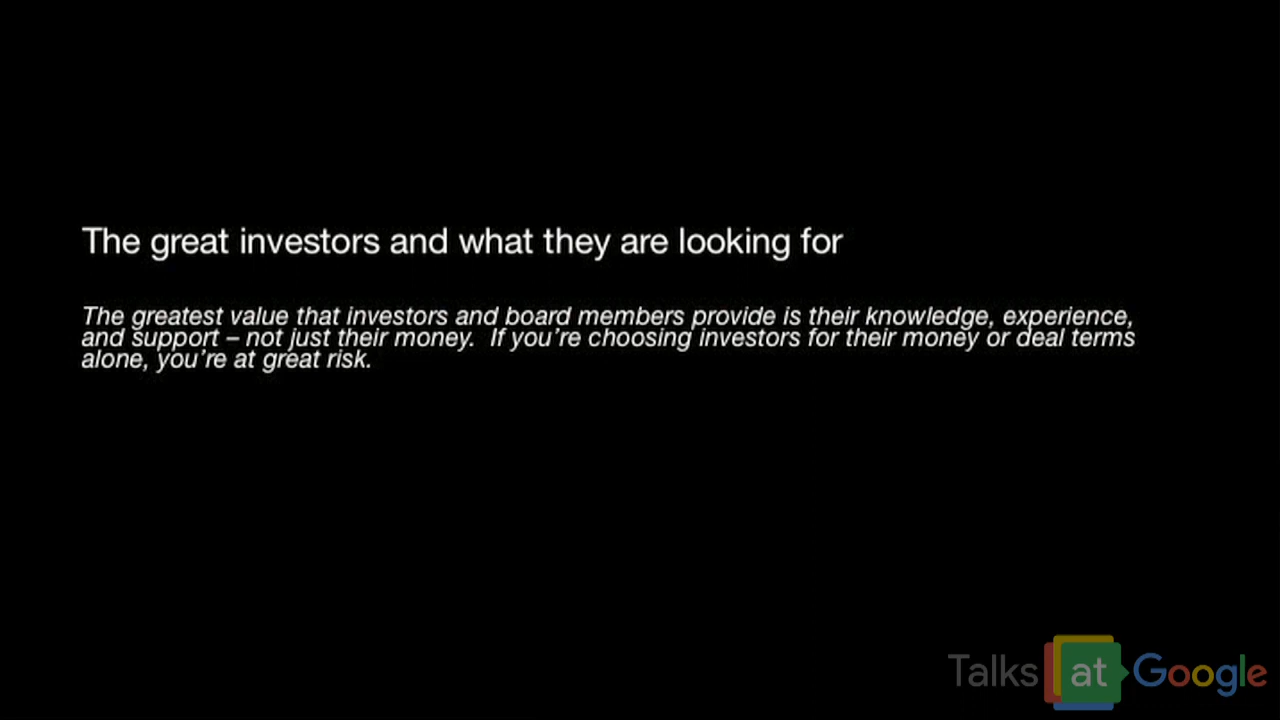 The great investors and what they are looking for
The greatest value that investors and board members provide is their knowledge, experience,
and support – not just their money.  If you’re choosing investors for their money or deal terms
alone, you’re at great risk.
Talks at Google